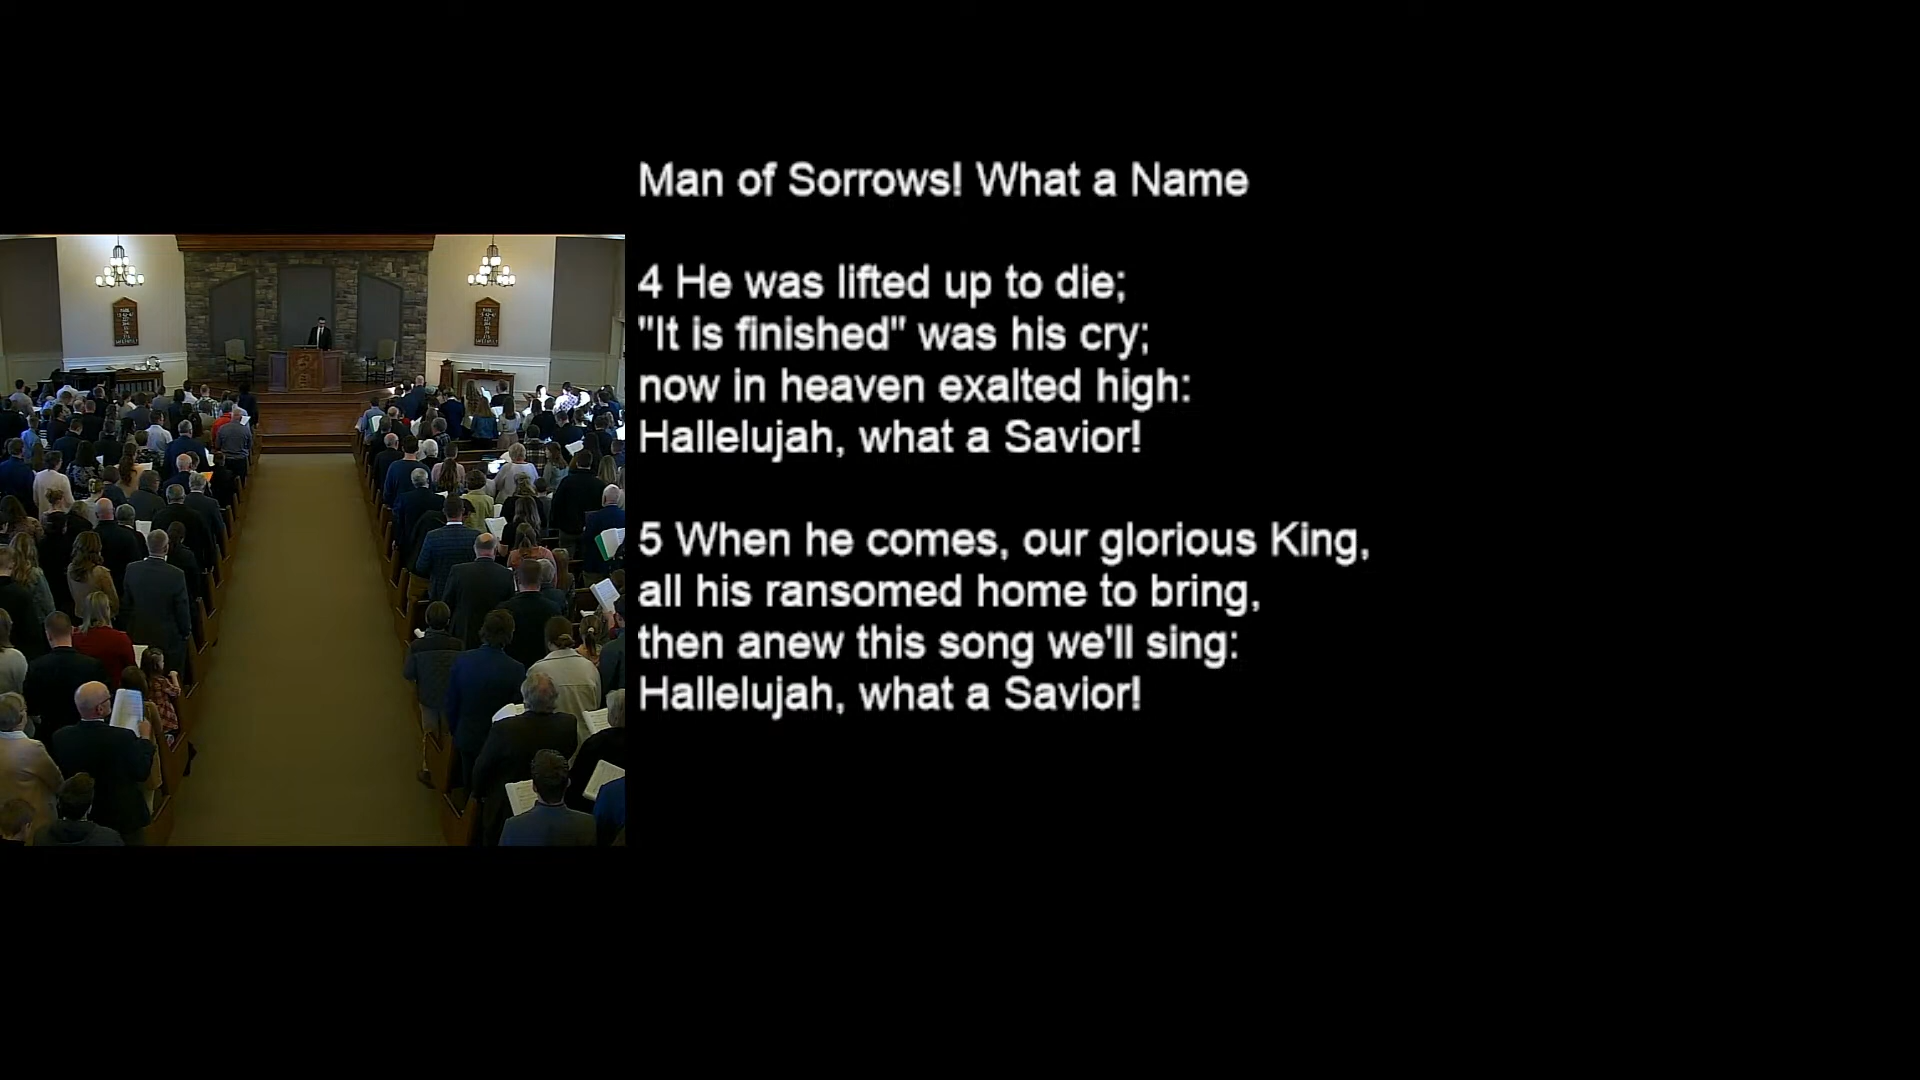 Man of Sorrows! What a Name
4 He was lifted up to die;
"It is finished" was his cry;
now in heaven exalted high:
Hallelujah, what a Savior!
5 When he comes, our glorious King,
all his ransomed home to bring,
then anew this song we'll sing:
Hallelujah, what a Savior!